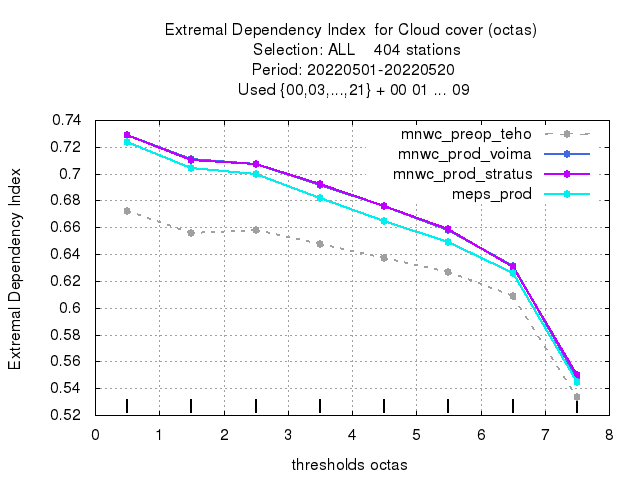 Extremal Dependency Index  for Cloud cover (octas)
Selection: ALL    404 stations
Period: 20220501-20220520
Used {00,03,...,21} + 00 01 ... 09
Extremal Dependency Index
0.74
0.72
0.7
0.68
0.66
0.64
0.62
0.6
0.58
0.56
0.54
0.52
mnwc_preop_teho
mnwc_prod_voima
mnwc_prod_stratus
meps_prod
0 1 2 3 4 5 6 7 8
thresholds octas